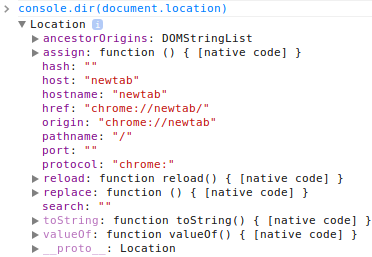 console.dir(document.location)
Location i
ancestorOrigins: DOMStringList
assign: function () { [native code] }
hash: ""
host: "newtab"
hostname: "newtab"
href: "chrome://newtab/"
origin: "chrome://newtab"
pathname: "/"
port: ""
protocol: "chrome:"
reload: function reload() { [native code] }
replace: function () { [native code] }
search: ""
toString: function toString() { [native code] }
valueOf: function valueOf() { [native code] }
__proto__: Location